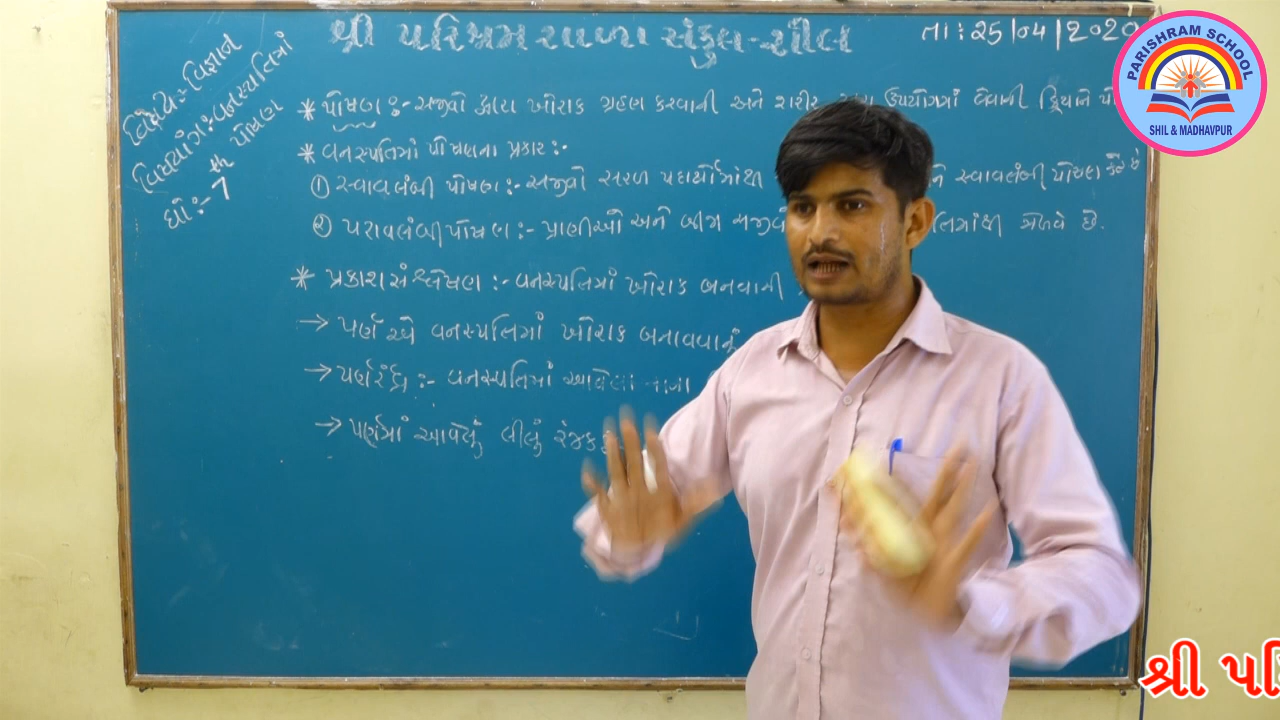 શ્રી પરિશ્રમ શાળા સંકુલ-શીલ
તા : 25/04/2020
વિષય :- વિજ્ઞાન
વિષયાંગ : વનસ્પતિમાં પોષણ
ધો :- 7th
* પોષણ :- સજીવો દ્વારા ખોરાક ગ્રહણ કરવાની અને શરીર ઉપયોગમાં લેવાની ક્રિયાને
* વનસ્પતિમાં પોષણના પ્રકાર :-
① સ્વાવલંબી પોષણ :- સજીવો સરળ પદાર્થોમાંથી સ્વાવલંબી પોષણ કહે છે
② પરાવલંબી પોષણ :- પ્રાણીઓ અને બીજા સજીવો મેળવે છે.
* પ્રકાશસંશ્લેષણ :- વનસ્પતિમાં ખોરાક બનવાની
→ પર્ણ એ વનસ્પતિમાં ખોરાક બનાવવાનું
→ પર્ણરંધ્ર :- વનસ્પતિમાં આવેલા નાના
→ પર્ણમાં આવેલું લીલું રંજક
PARISHRAM SCHOOL
SHIL & MADHAVPUR
શ્રી પરિ